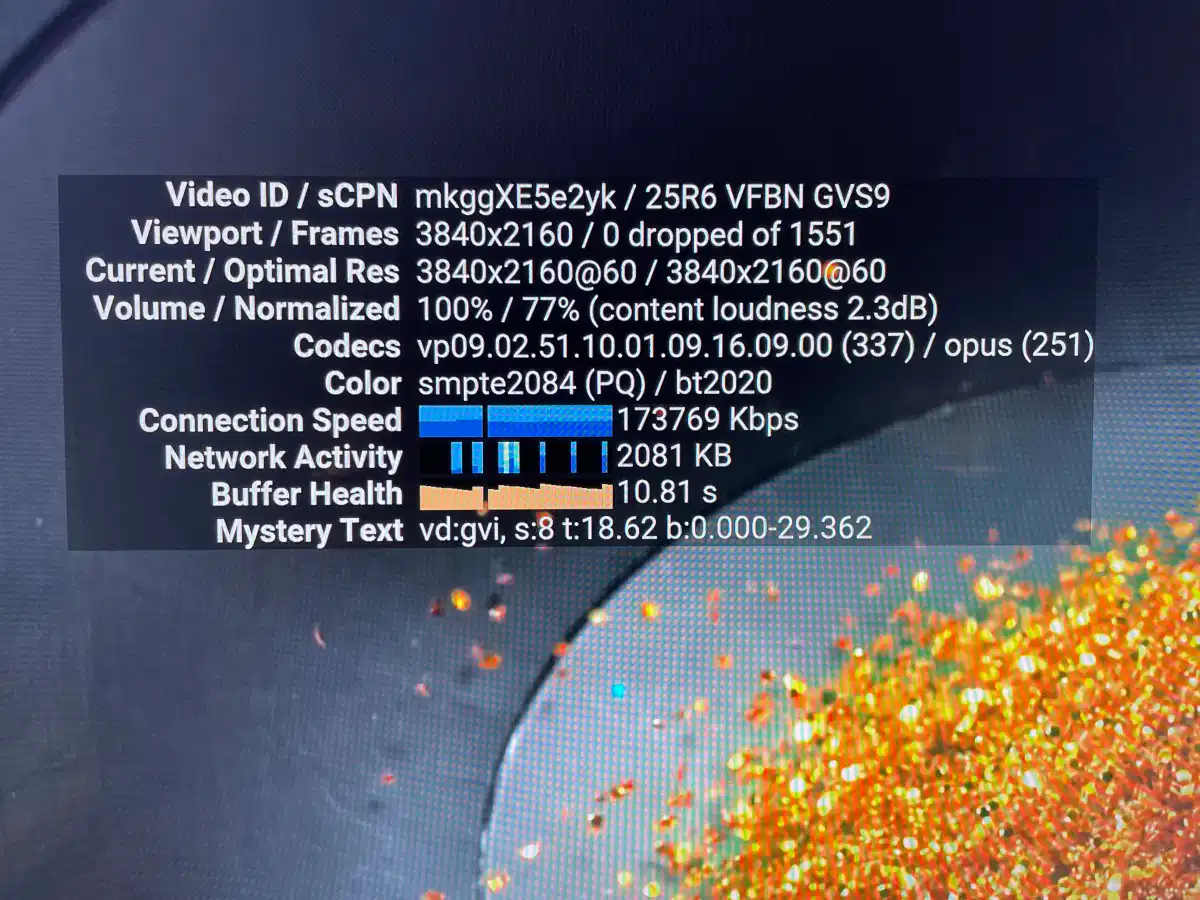 Video ID / sCPN mkggXE5e2yk / 25R6 VFBN GVS9
Viewport / Frames 3840x2160 / 0 dropped of 1551
Current / Optimal Res 3840x2160@60 / 3840x2160@60
Volume / Normalized 100% / 77% (content loudness 2.3dB)
Codecs vp09.02.51.10.01.09.16.09.00 (337) / opus (251)
Color smpte2084 (PQ) / bt2020
Connection Speed 173769 Kbps
Network Activity 2081 KB
Buffer Health 10.81 s
Mystery Text vd:gvi, s:8 t:18.62 b:0.000-29.362